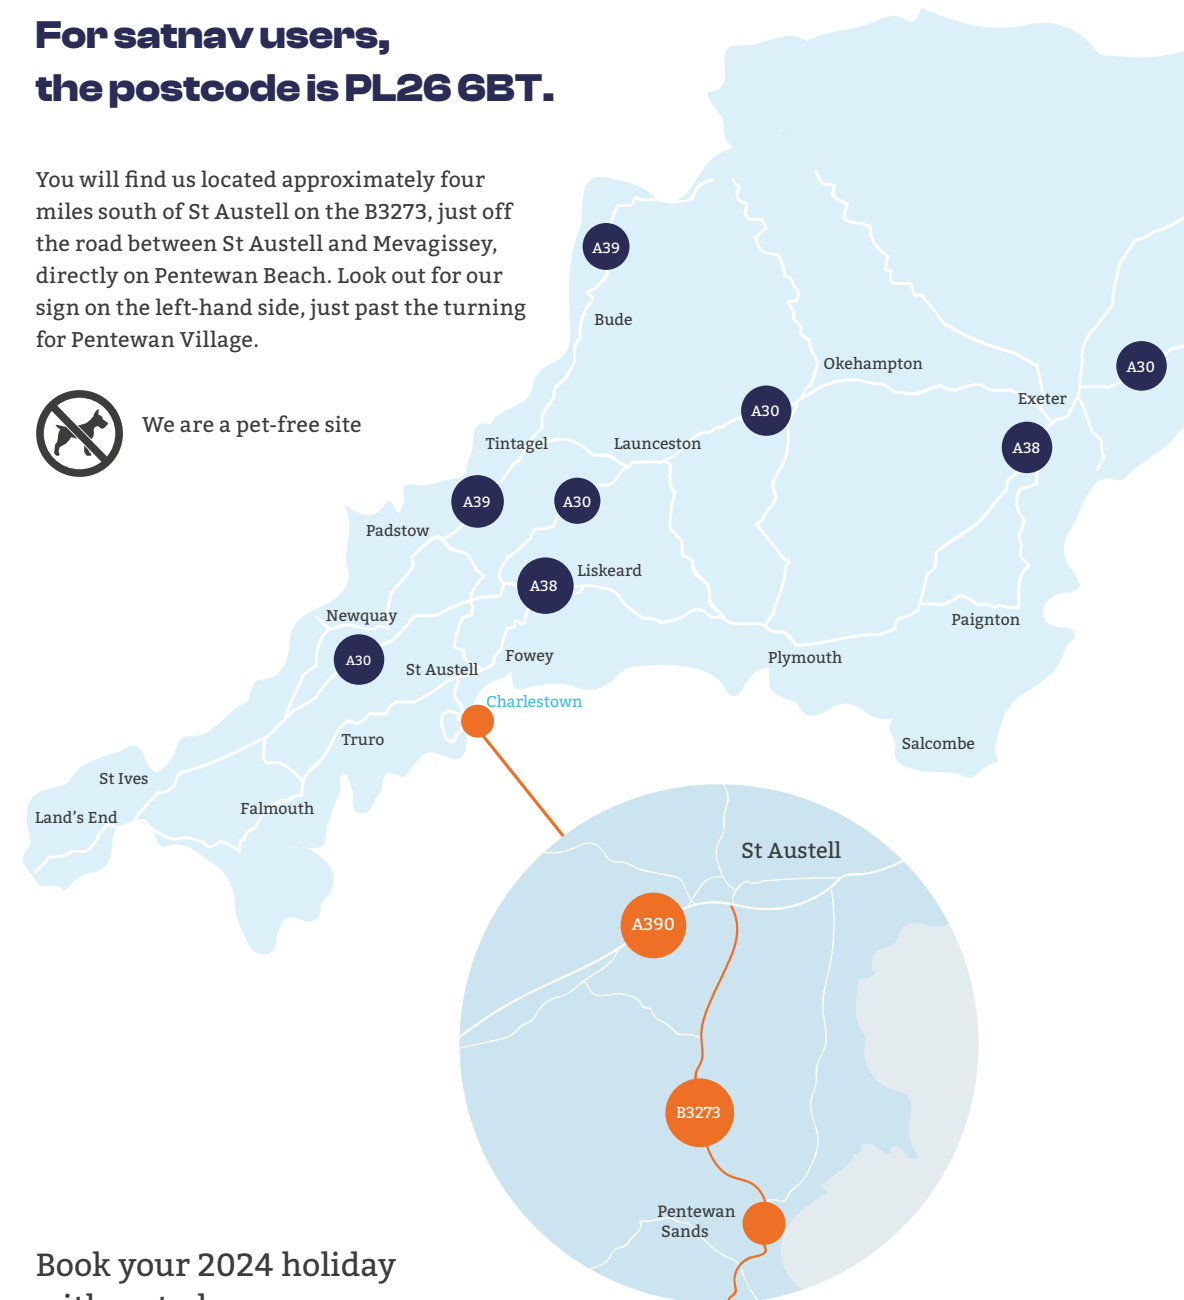 For satnav users,
the postcode is PL26 6BT.
You will find us located approximately four
miles south of St Austell on the B3273, just off
the road between St Austell and Mevagissey,
directly on Pentewan Beach. Look out for our
sign on the left-hand side, just past the turning
for Pentewan Village.
We are a pet-free site
A39
Bude
Okehampton
A30
Exeter
A30
A38
Tintagel
Launceston
A39
A30
Padstow
Liskeard
A38
Newquay
Paignton
A30
St Austell
Fowey
Plymouth
Charlestown
Truro
Salcombe
St Ives
Land's End
Falmouth
St Austell
A390
B3273
Pentewan
Sands
Book your 2024 holiday